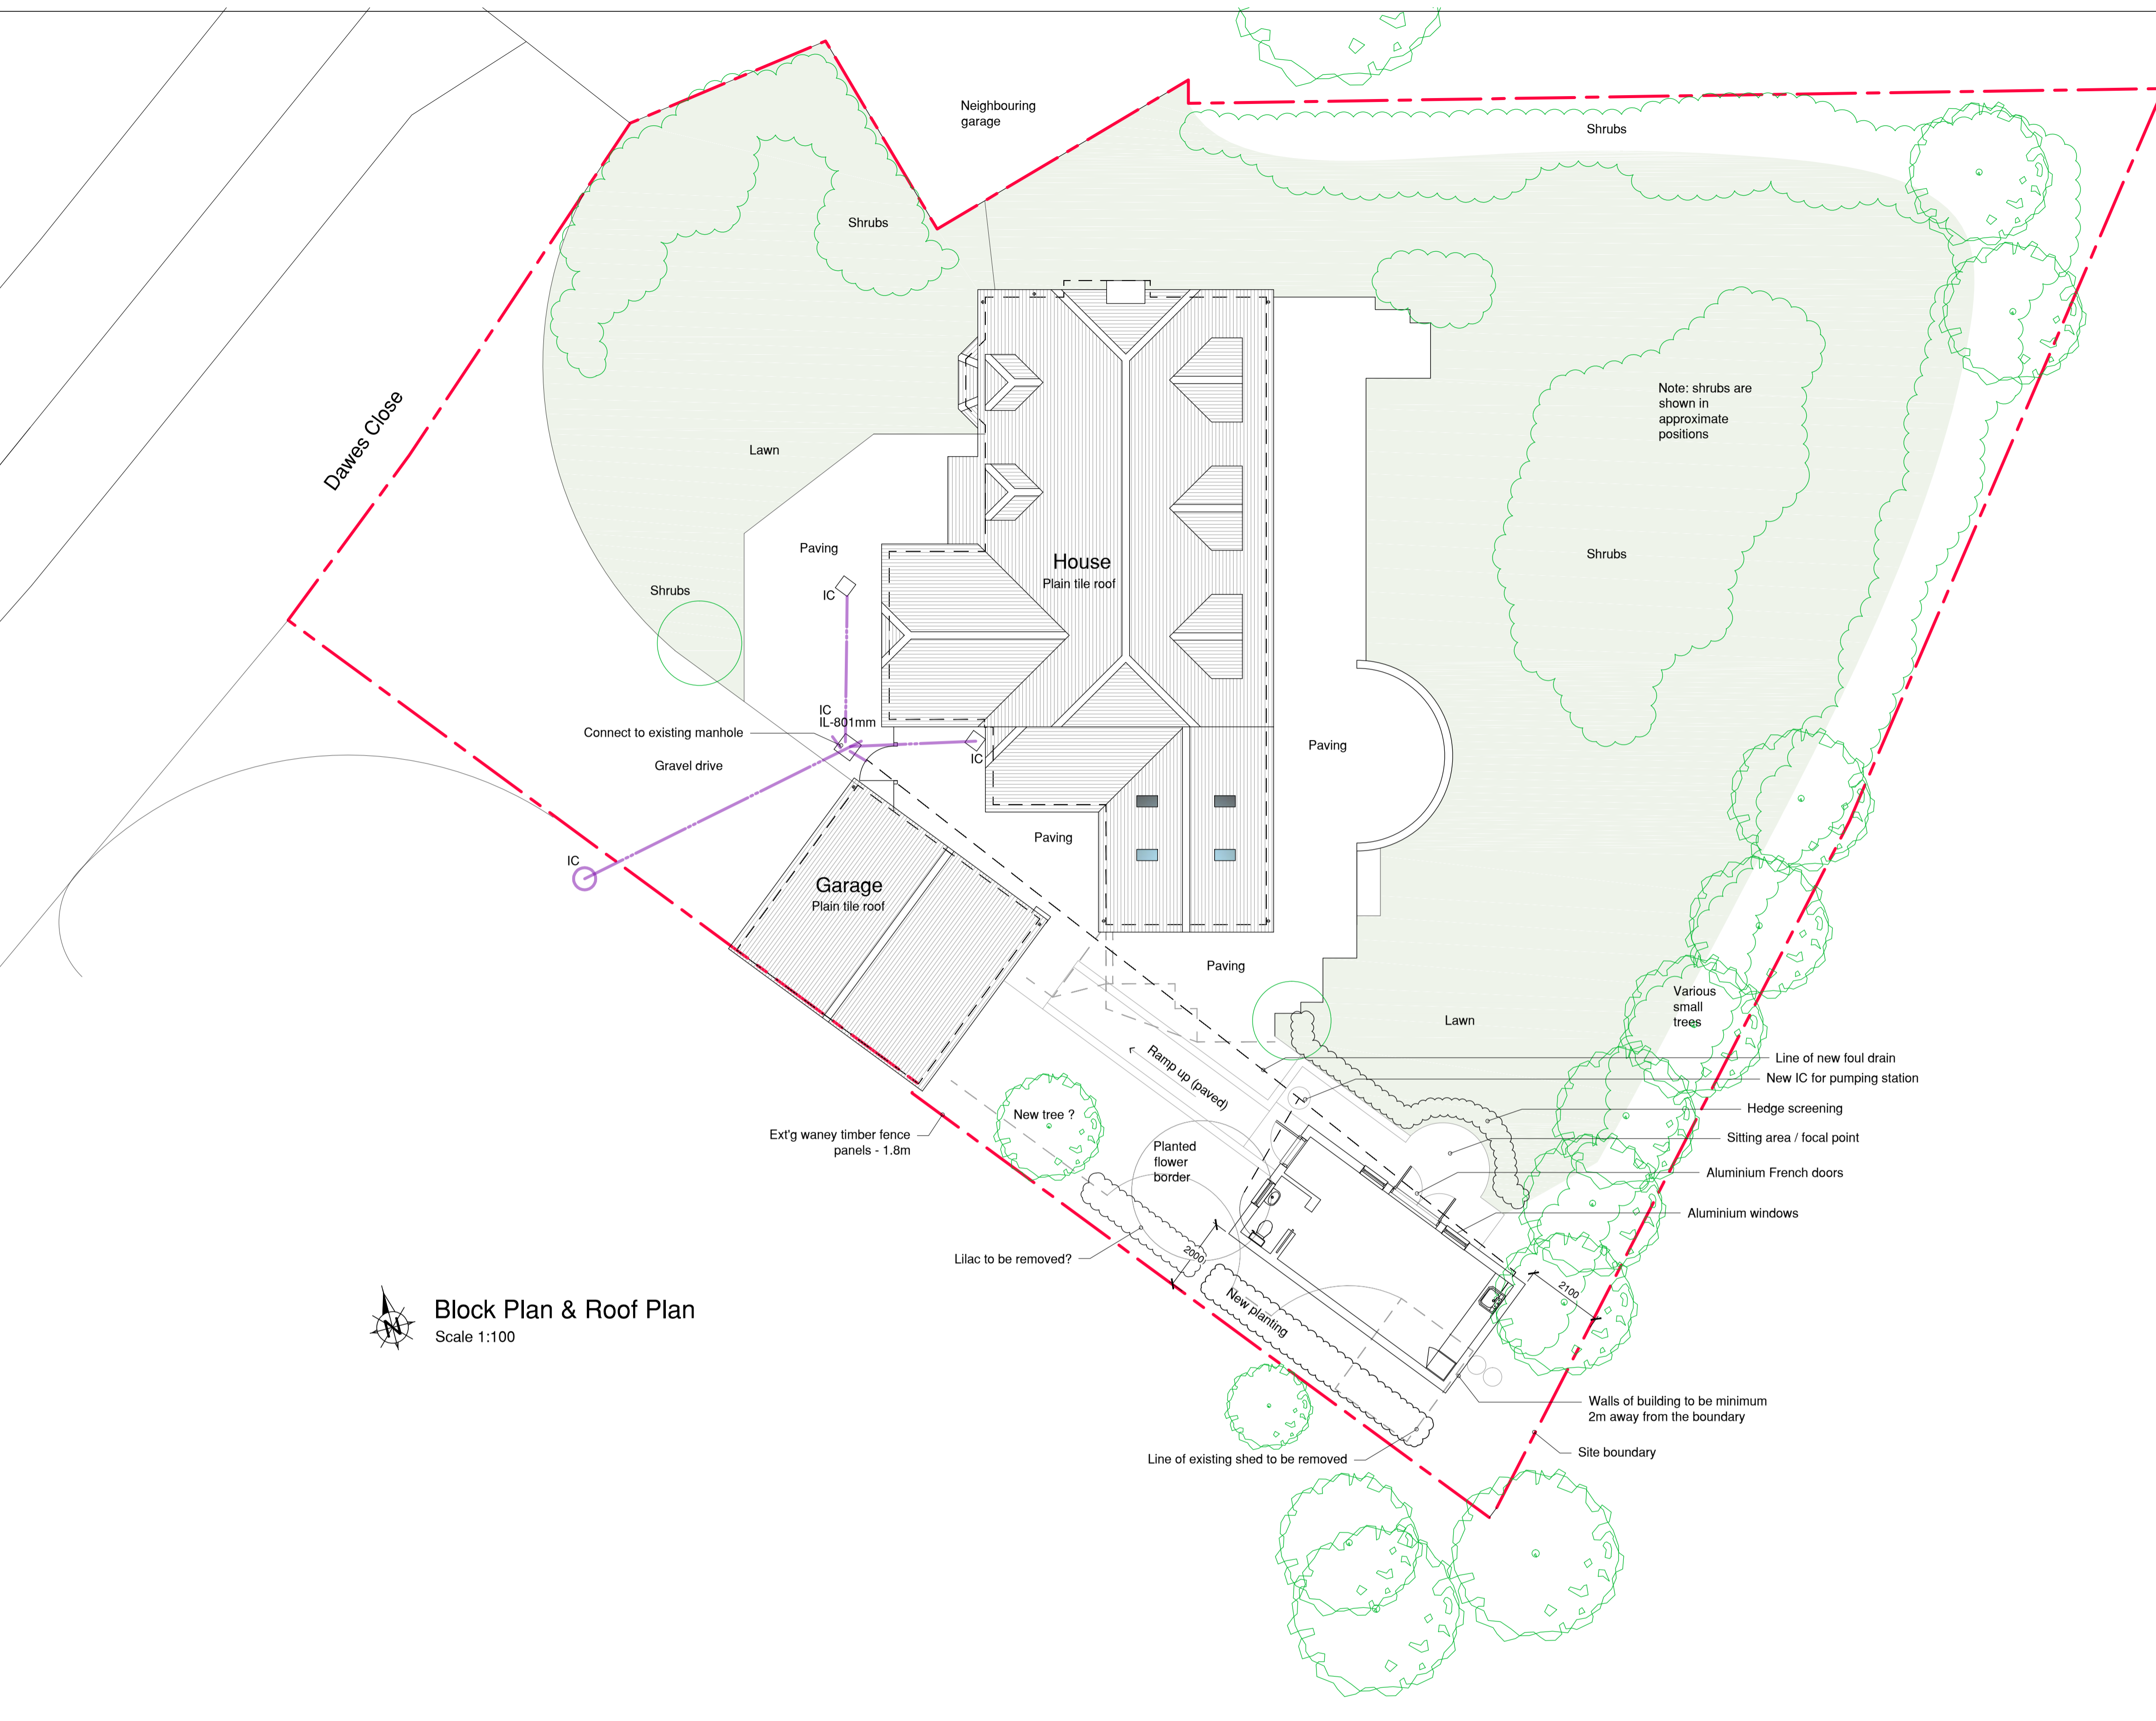 Neighbouring
garage
Shrubs
Shrubs
Note: shrubs are
shown in
approximate
positions
Dawes Close
Lawn
Paving
House
Plain tile roof
Shrubs
Shrubs
IC
IC
IL-801mm
Connect to existing manhole
IC
Gravel drive
Paving
Paving
IC
Garage
Plain tile roof
Paving
Various
small
trees
Lawn
Ramp up (paved)
Line of new foul drain
New IC for pumping station
Hedge screening
Sitting area / focal point
Aluminium French doors
Aluminium windows
New tree ?
Ext'g waney timber fence
panels - 1.8m
Planted
flower
border
Lilac to be removed?
2000
2100
New planting
N
Block Plan & Roof Plan
Scale 1:100
Walls of building to be minimum
2m away from the boundary
Site boundary
Line of existing shed to be removed